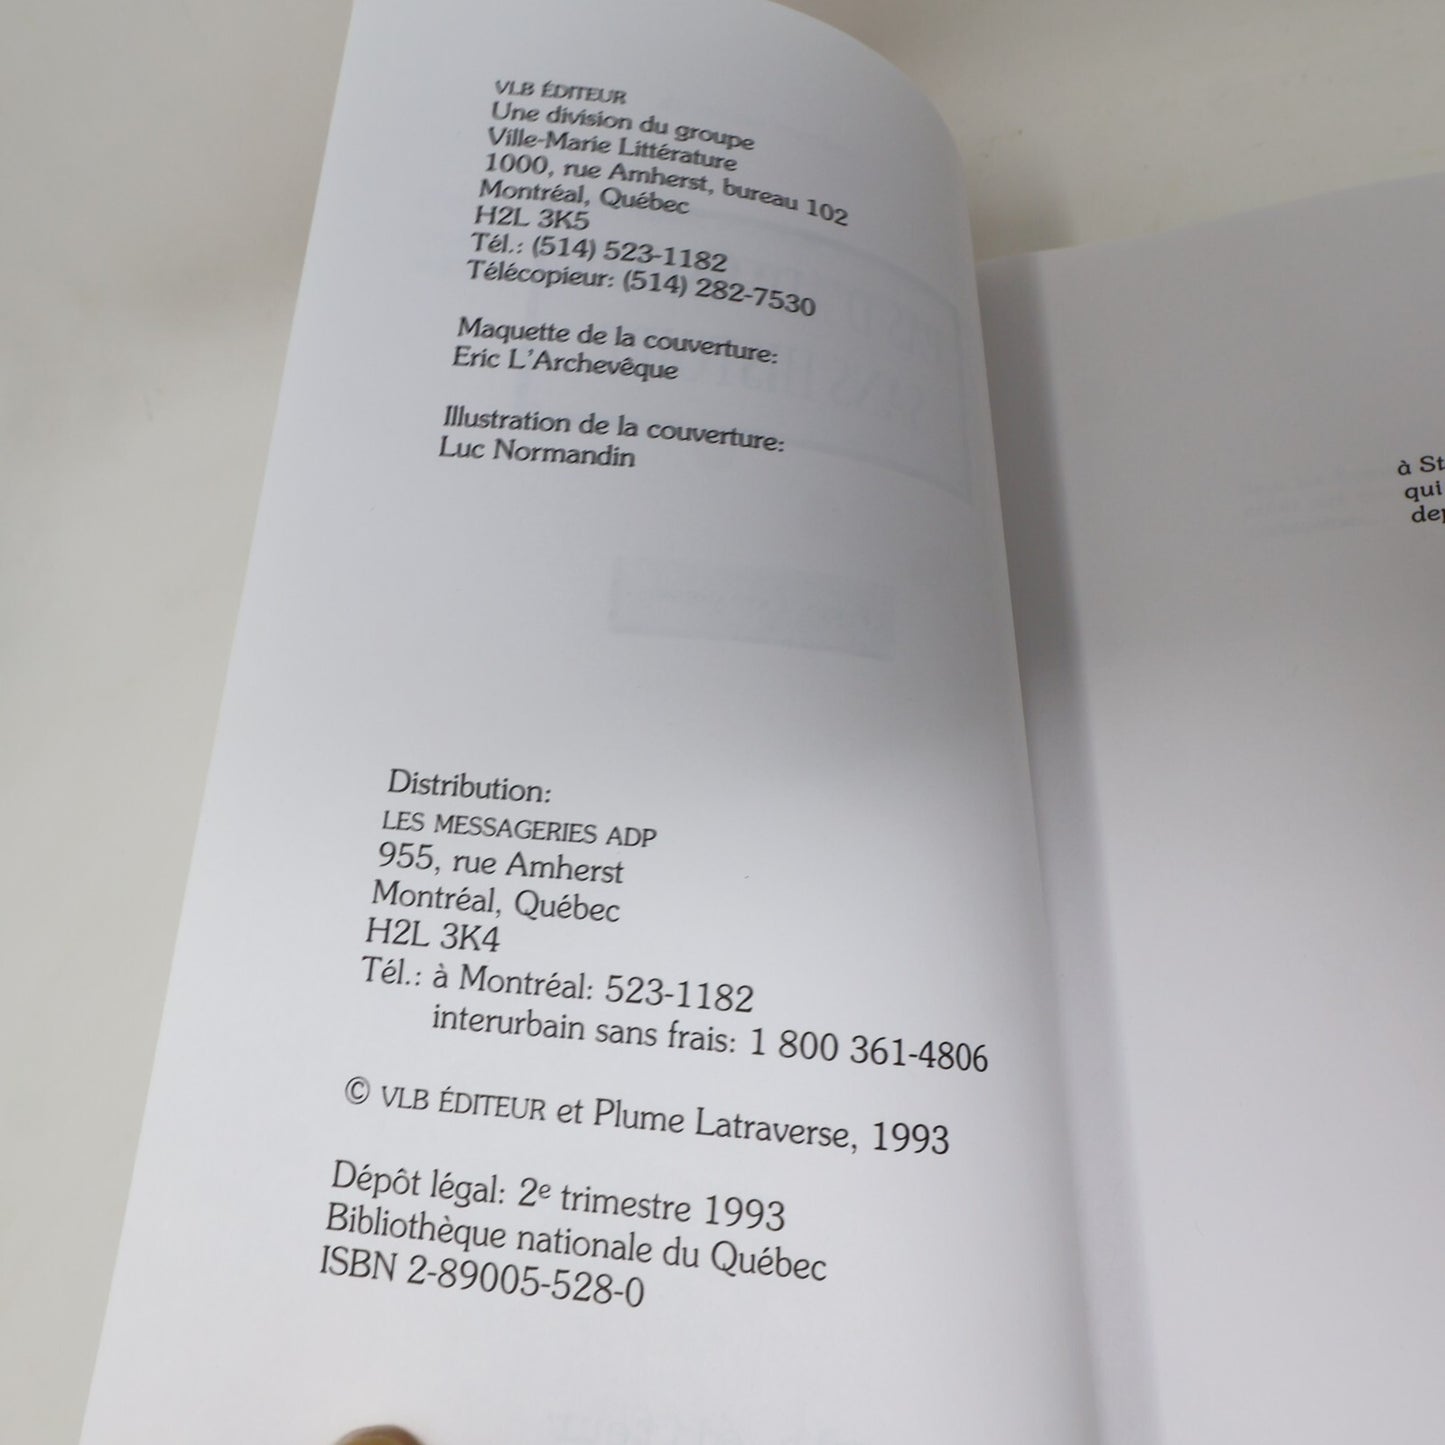 VLB ÉDITEUR
Une division du groupe
Ville-Marie Littérature
1000, rue Amherst, bureau 102
Montréal, Québec
H2L 3K5
Tél.: (514) 523-1182
Télécopieur: (514) 282-7530
Maquette de la couverture:
Eric L'Archevêque
Illustration de la couverture:
Luc Normandin
Distribution:
LES MESSAGERIES ADP
955, rue Amherst
Montréal, Québec
H2L 3K4
Tél.: à Montréal: 523-1182
interurbain sans frais: 1 800 361-4806
© VLB ÉDITEUR et Plume Latraverse, 1993
Dépôt légal: 2e trimestre 1993
Bibliothèque nationale du Québec
ISBN 2-89005-528-0
à St
qui
dep